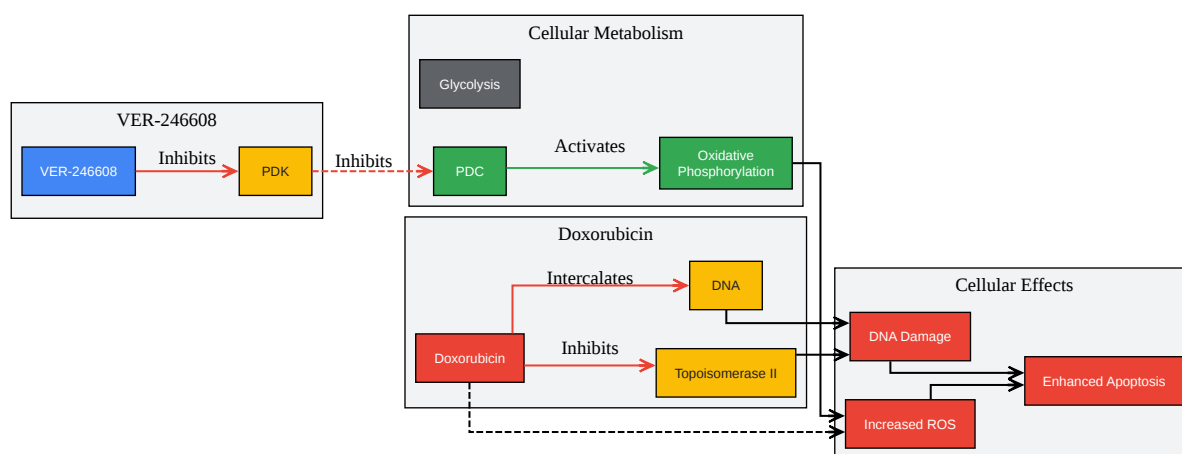 Cellular Metabolism
Glycolysis
VER-246608
VER-246608
Inhibits
PDK
Inhibits
PDC
Activates
Oxidative
Phosphorylation
Doxorubicin
Intercalates
DNA
Doxorubicin
Inhibits
Topoisomerase II
Cellular Effects
DNA Damage
Enhanced Apoptosis
Increased ROS